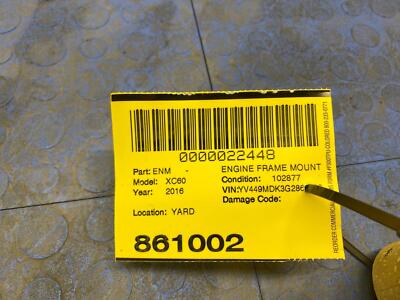 0000022448
Part: ENM - ENGINE FRAME MOUNT
Model: XC60 Condition: 102877
Year: 2016 VIN:YV449MDK3G286
Damage Code:
Location: YARD
861002